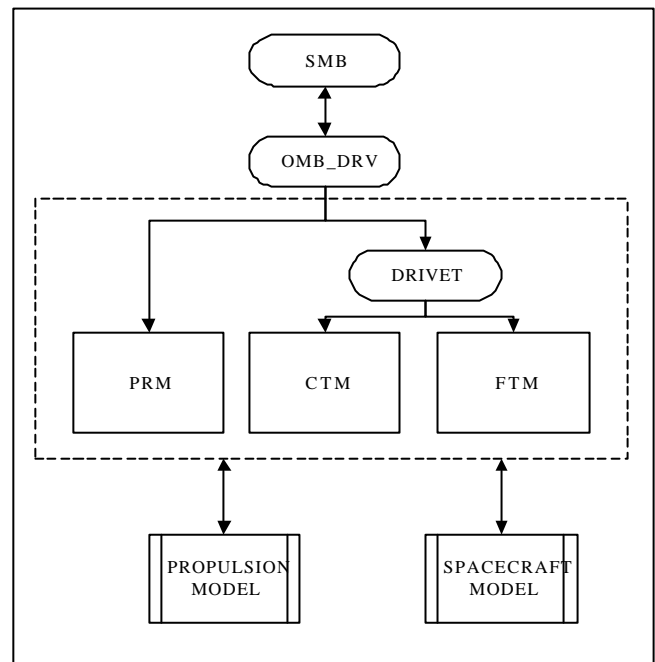 SMB
OMB_DRV
DRIVET
PRM
CTM
FTM
PROPULSION
MODEL
SPACECRAFT
MODEL